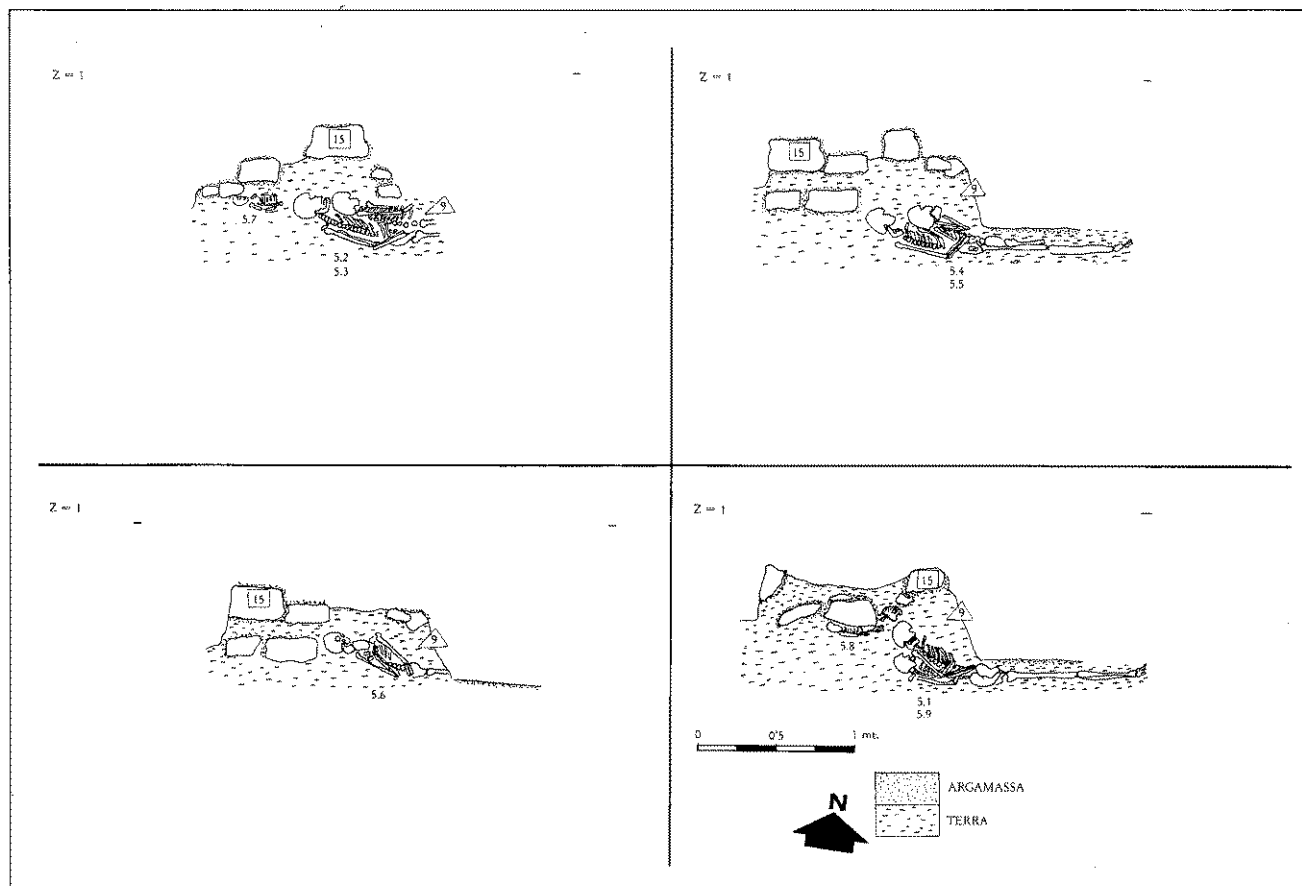 Z = 1
15
9
5.7
5.2
5.3
Z = 1
15
9
5.4
5.5
Z = 1
15
9
5.6
Z = 1
15
9
5.8
5.1
5.9
0 0'5 1 mt.
N
ARGAMASSA
TERRA